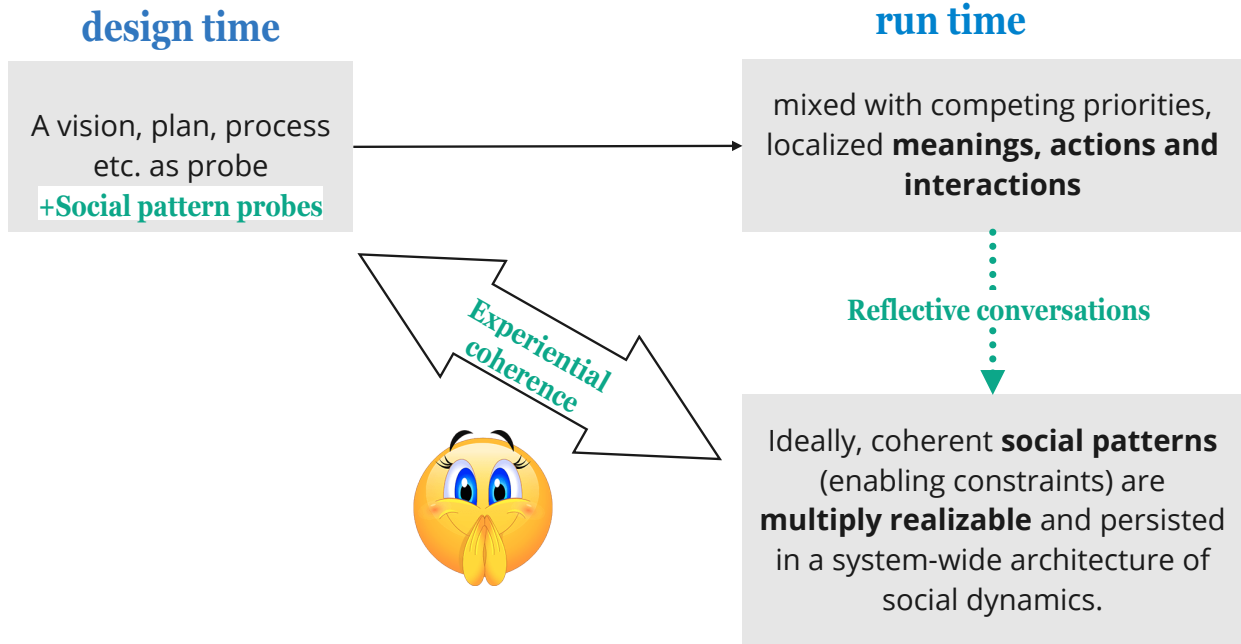 design time
run time
A vision, plan, process
etc. as probe
+Social pattern probes
mixed with competing priorities,
localized meanings, actions and
interactions
Reflective conversations
Experiential
coherence
Ideally, coherent social patterns
(enabling constraints) are
multiply realizable and persisted
in a system-wide architecture of
social dynamics.